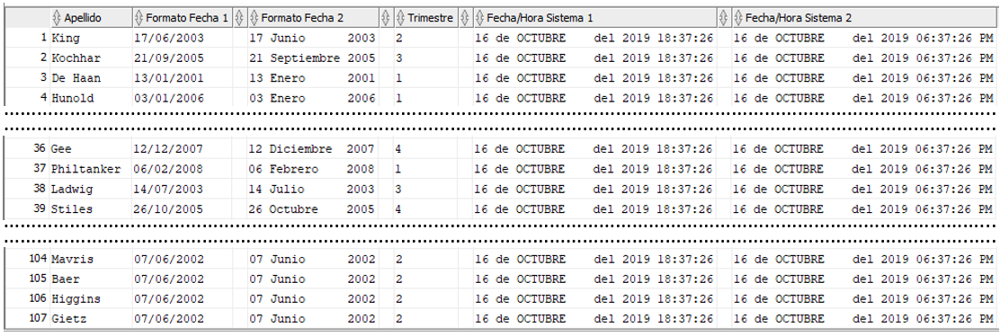 Apellido Formato Fecha 1 Formato Fecha 2 Trimestre Fecha/Hora Sistema 1 Fecha/Hora Sistema 2
1 King 17/06/2003 17 Junio 2003 2 16 de OCTUBRE del 2019 18:37:26 16 de OCTUBRE del 2019 06:37:26 PM
2 Kochhar 21/09/2005 21 Septiembre 2005 3 16 de OCTUBRE del 2019 18:37:26 16 de OCTUBRE del 2019 06:37:26 PM
3 De Haan 13/01/2001 13 Enero 2001 1 16 de OCTUBRE del 2019 18:37:26 16 de OCTUBRE del 2019 06:37:26 PM
4 Hunold 03/01/2006 03 Enero 2006 1 16 de OCTUBRE del 2019 18:37:26 16 de OCTUBRE del 2019 06:37:26 PM
36 Gee 12/12/2007 12 Diciembre 2007 4 16 de OCTUBRE del 2019 18:37:26 16 de OCTUBRE del 2019 06:37:26 PM
37 Philtanker 06/02/2008 06 Febrero 2008 1 16 de OCTUBRE del 2019 18:37:26 16 de OCTUBRE del 2019 06:37:26 PM
38 Ladwig 14/07/2003 14 Julio 2003 3 16 de OCTUBRE del 2019 18:37:26 16 de OCTUBRE del 2019 06:37:26 PM
39 Stiles 26/10/2005 26 Octubre 2005 4 16 de OCTUBRE del 2019 18:37:26 16 de OCTUBRE del 2019 06:37:26 PM
104 Mavris 07/06/2002 07 Junio 2002 2 16 de OCTUBRE del 2019 18:37:26 16 de OCTUBRE del 2019 06:37:26 PM
105 Baer 07/06/2002 07 Junio 2002 2 16 de OCTUBRE del 2019 18:37:26 16 de OCTUBRE del 2019 06:37:26 PM
106 Higgins 07/06/2002 07 Junio 2002 2 16 de OCTUBRE del 2019 18:37:26 16 de OCTUBRE del 2019 06:37:26 PM
107 Gietz 07/06/2002 07 Junio 2002 2 16 de OCTUBRE del 2019 18:37:26 16 de OCTUBRE del 2019 06:37:26 PM